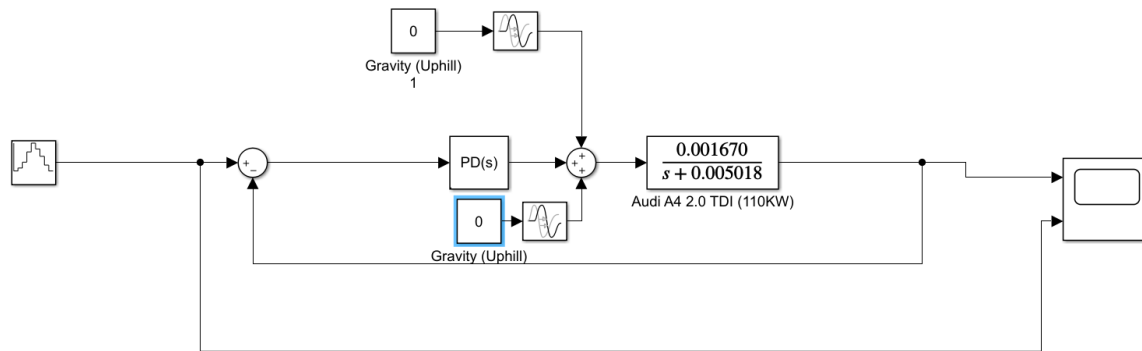 0
Gravity (Uphill)
1
+
−
PD(s)
+
+
+
0.001670
s + 0.005018
Audi A4 2.0 TDI (110KW)
0
Gravity (Uphill)